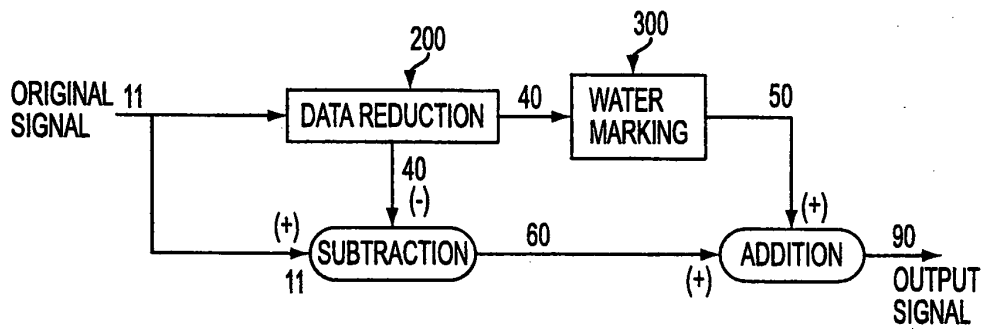 200
300
ORIGINAL
SIGNAL
11
DATA REDUCTION
40
WATER
MARKING
50
40
(-)
(+)
(+)
11
SUBTRACTION
60
(+)
ADDITION
90
OUTPUT
SIGNAL